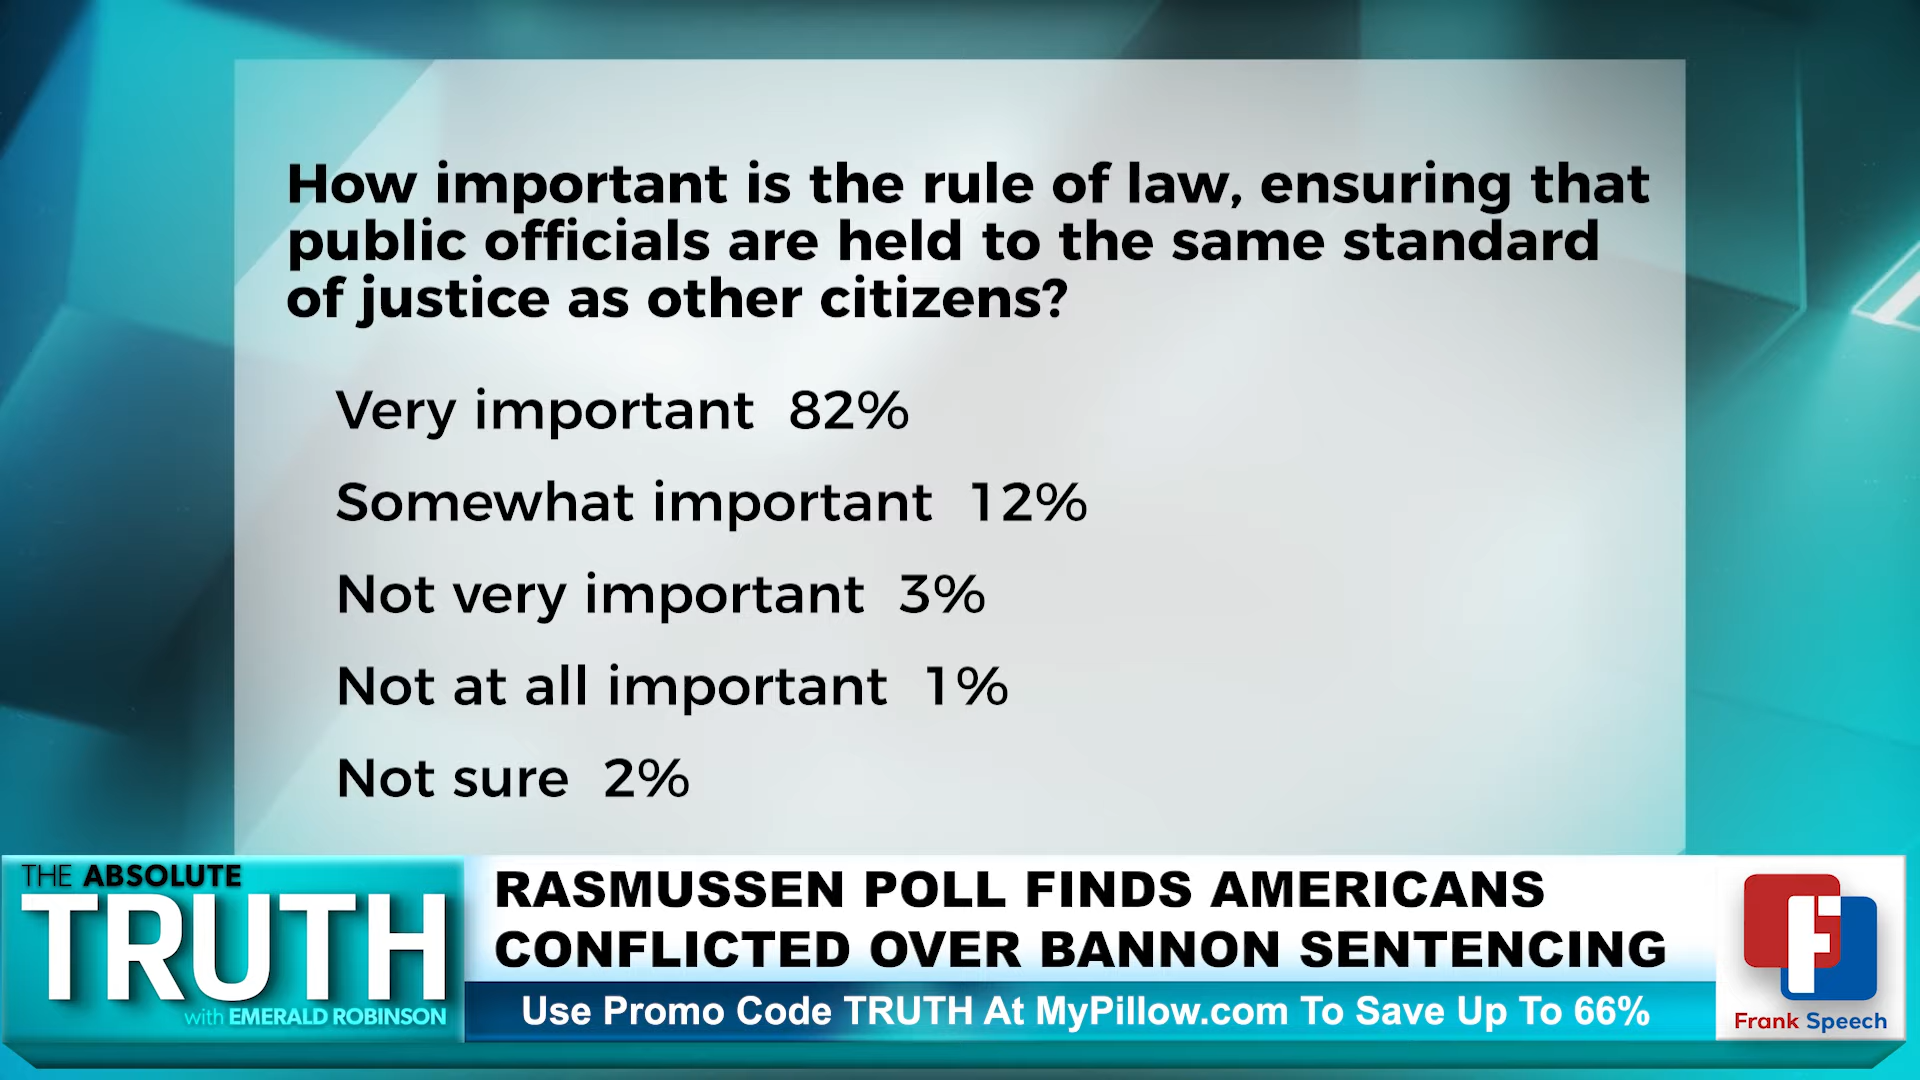 How important is the rule of law, ensuring that
public officials are held to the same standard
of justice as other citizens?
Very important 82%
Somewhat important 12%
Not very important 3%
Not at all important 1%
Not sure 2%
THE ABSOLUTE
TRUTH
with EMERALD ROBINSON
RASMUSSEN POLL FINDS AMERICANS
CONFLICTED OVER BANNON SENTENCING
Use Promo Code TRUTH At MyPillow.com To Save Up To 66%
F
Frank Speech